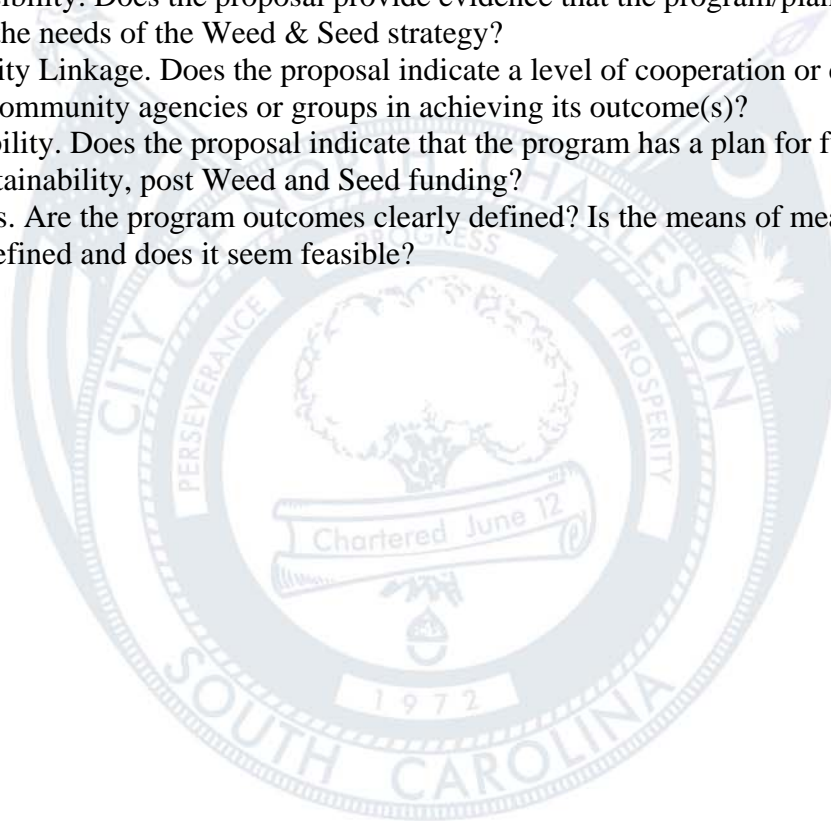 sibility. Does the proposal provide evidence that the program/plan
the needs of the Weed & Seed strategy?
ity Linkage. Does the proposal indicate a level of cooperation or
ommunity agencies or groups in achieving its outcome(s)?
bility. Does the proposal indicate that the program has a plan for
tainability, post Weed and Seed funding?
s. Are the program outcomes clearly defined? Is the means of
efined and does it seem feasible?
CITY OF NORTH CHARLESTON
PROGRESS
PERSEVERANCE
PROSPERITY
Chartered June 12
1972
SOUTH CAROLINA